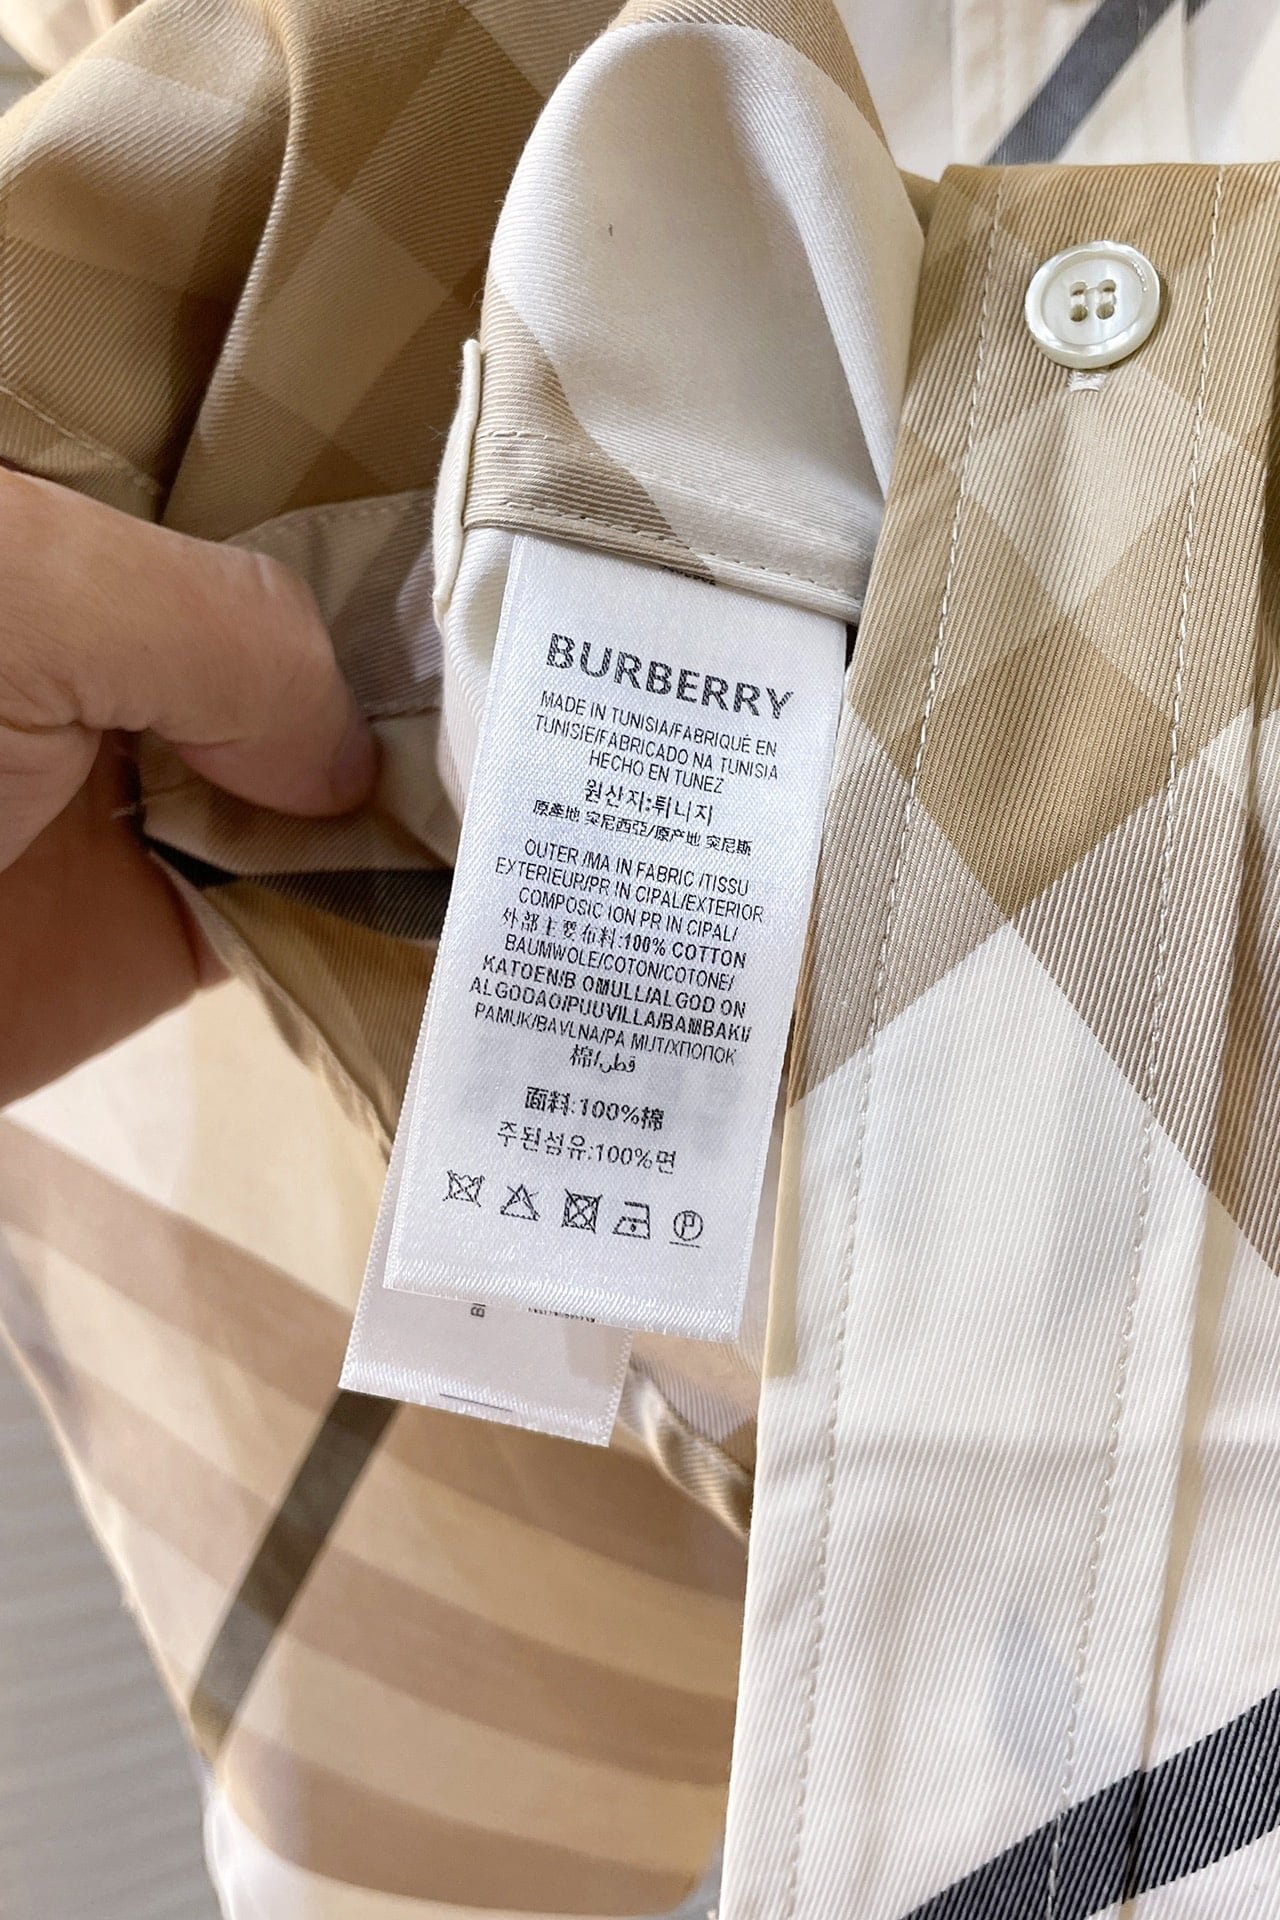 BURBERRY
MADE IN TUNISIA/FABRIQUÉ EN
TUNISIE/FABRICADO NA TUNISIA
HECHO EN TUNEZ
원산지:튀니지
原產地 突尼西亞/原产地 突尼斯
OUTER /MA IN FABRIC /TISSU
EXTERIEUR/PR IN CIPAL/EXTERIOR
COMPOSIC ION PR IN CIPAL/
外部主要布料:100% COTTON
BAUMWOLE/COTON/COTONE/
KATOEN/B OMULL/ALGOD ON
ALGODAO/PUUVILLA/BAMBAKI/
PAMUK/BAVLNA/PA MUT/ХПОПОК
棉/قطن
面料:100%棉
주된섬유:100%면
P